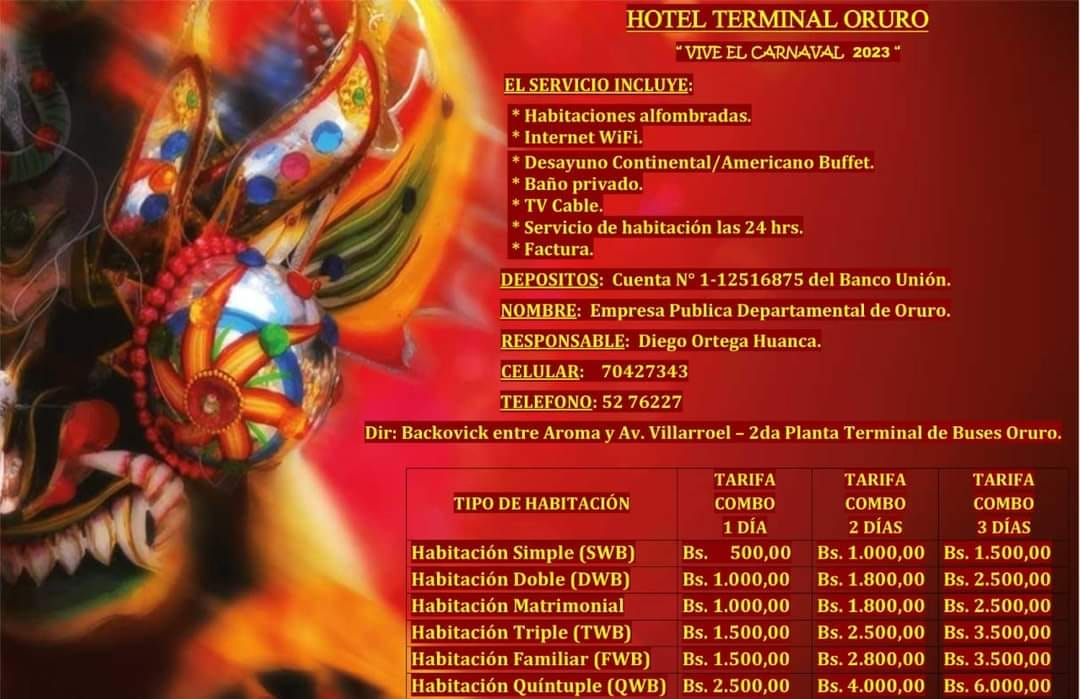 HOTEL TERMINAL ORURO
“ VIVE EL CARNAVAL 2023 “
EL SERVICIO INCLUYE:
* Habitaciones alfombradas.
* Internet WiFi.
* Desayuno Continental/Americano Buffet.
* Baño privado.
* TV Cable.
* Servicio de habitación las 24 hrs.
* Factura.
DEPOSITOS: Cuenta N° 1-12516875 del Banco Unión.
NOMBRE: Empresa Publica Departamental de Oruro.
RESPONSABLE: Diego Ortega Huanca.
CELULAR: 70427343
TELEFONO: 52 76227
Dir: Backovick entre Aroma y Av. Villarroel – 2da Planta Terminal de Buses Oruro.
TIPO DE HABITACIÓN TARIFA COMBO 1 DÍA TARIFA COMBO 2 DÍAS TARIFA COMBO 3 DÍAS
Habitación Simple (SWB) Bs. 500,00 Bs. 1.000,00 Bs. 1.500,00
Habitación Doble (DWB) Bs. 1.000,00 Bs. 1.800,00 Bs. 2.500,00
Habitación Matrimonial Bs. 1.000,00 Bs. 1.800,00 Bs. 2.500,00
Habitación Triple (TWB) Bs. 1.500,00 Bs. 2.500,00 Bs. 3.500,00
Habitación Familiar (FWB) Bs. 1.500,00 Bs. 2.800,00 Bs. 3.500,00
Habitación Quíntuple (QWB) Bs. 2.500,00 Bs. 4.000,00 Bs. 6.000,00